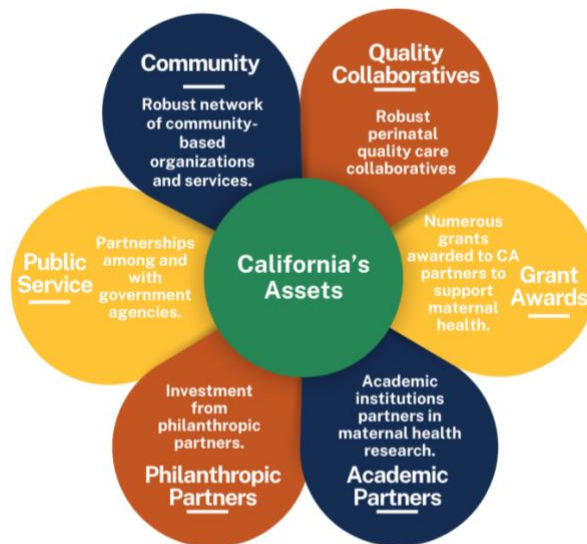 Community
Robust network
of community-
based
organizations
and services.
Quality
Collaboratives
Robust
perinatal
quality care
collaboratives
Public
Service
Partnerships
among and
with
government
agencies.
California's
Assets
Numerous
grants
awarded to CA
partners to
support
maternal
health.
Grant
Awards
Investment
from
philanthropic
partners.
Philanthropic
Partners
Academic
institutions
partners in
maternal health
research.
Academic
Partners